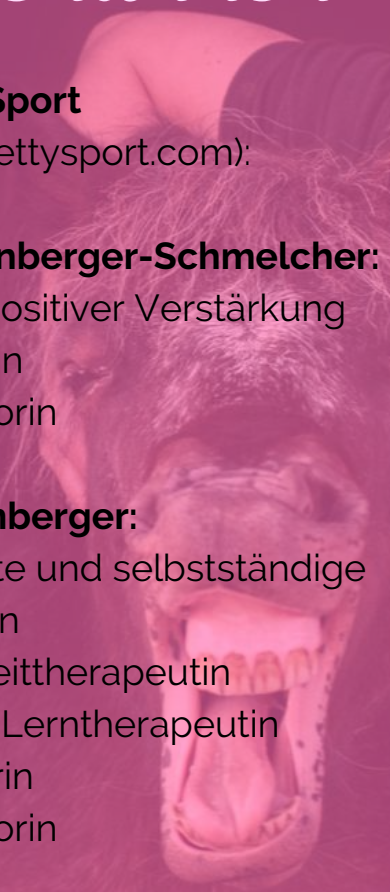 Sport
ettysport.com):
nberger-Schmelcher:
ositiver Verstärkung
n
orin
nberger:
te und selbstständige
n
eittherapeutin
Lerntherapeutin
rin
orin